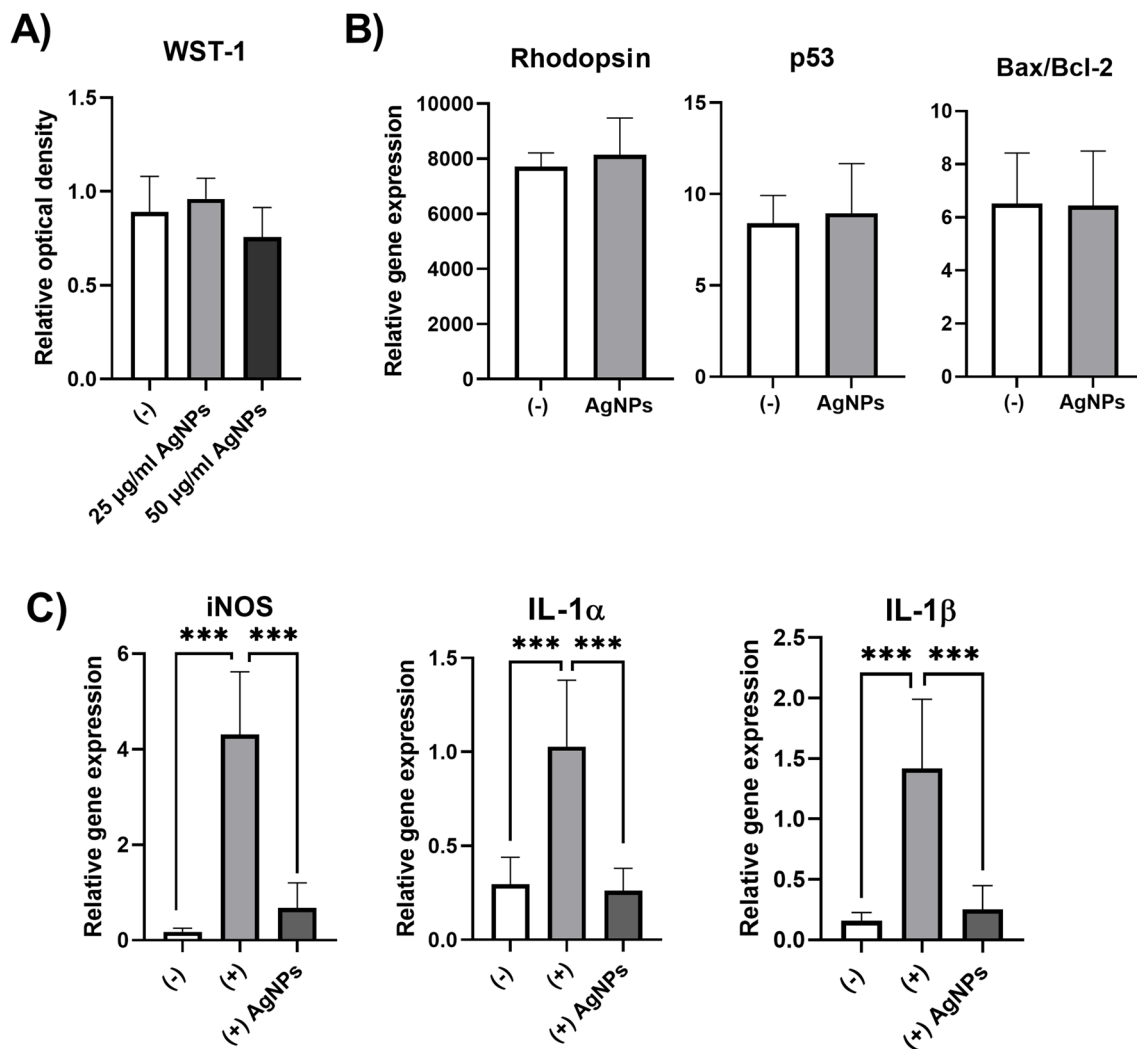 A)
WST-1
Relative optical density
1.5
1.0
0.5
0.0
(-)
25 µg/ml AgNPs
50 µg/ml AgNPs
B)
Rhodopsin
Relative gene expression
10000
8000
6000
4000
2000
0
(-)
AgNPs
p53
15
10
5
0
(-)
AgNPs
Bax/Bcl-2
10
8
6
4
2
0
(-)
AgNPs
C)
iNOS
*** ***
Relative gene expression
6
4
2
0
(-)
(+)
(+) AgNPs
IL-1α
*** ***
Relative gene expression
1.5
1.0
0.5
0.0
(-)
(+)
(+) AgNPs
IL-1β
*** ***
Relative gene expression
2.5
2.0
1.5
1.0
0.5
0.0
(-)
(+)
(+) AgNPs